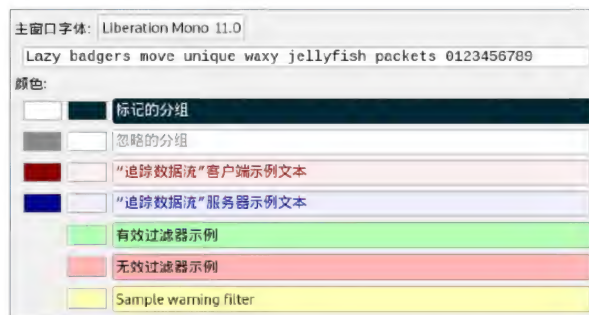 主窗口字体: Liberation Mono 11.0
Lazy badgers move unique waxy jellyfish packets 0123456789
颜色:
标记的分组
忽略的分组
“追踪数据流”客户端示例文本
“追踪数据流”服务器示例文本
有效过滤器示例
无效过滤器示例
Sample warning filter